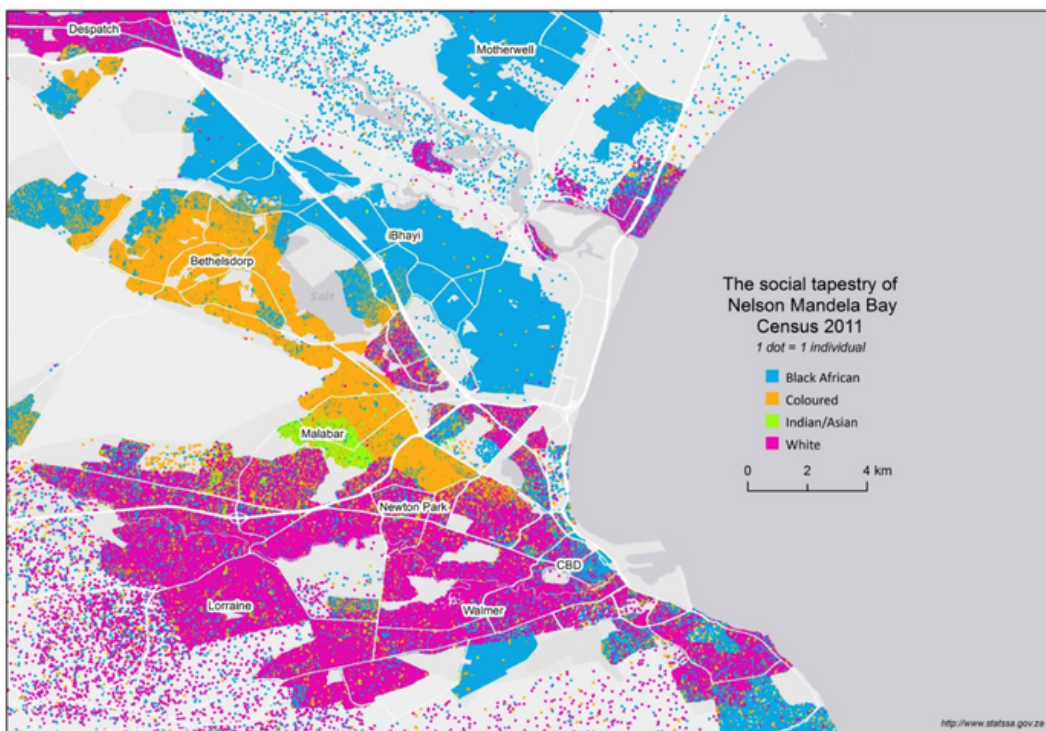 Despatch
Motherwell
iBhayi
Bethelsdorp
Salt
The social tapestry of
Nelson Mandela Bay
Census 2011
1 dot = 1 individual
Black African
Coloured
Indian/Asian
White
0 2 4 km
Malabar
Newton Park
CBD
Lorraine
Walmer
http://www.statssa.gov.za